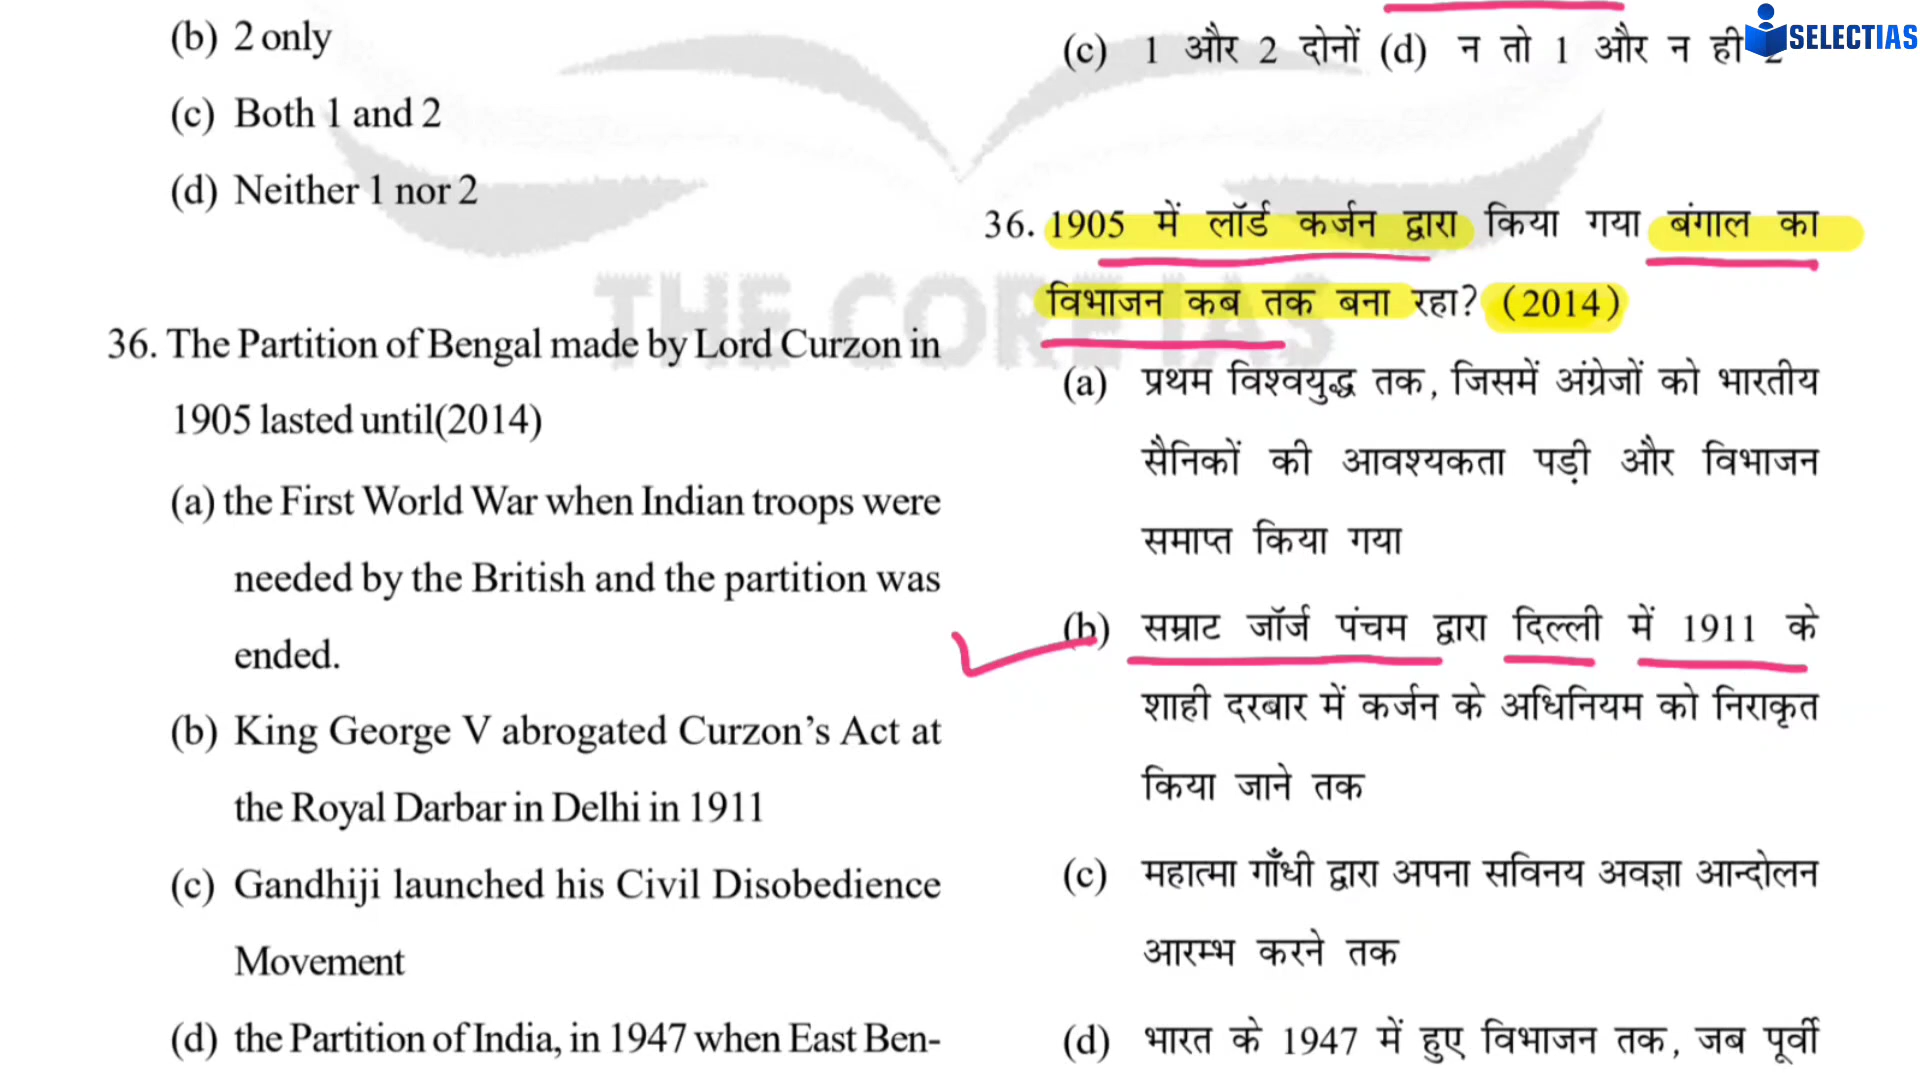 (b) 2 only
(c) Both 1 and 2
(d) Neither 1 nor 2
36. The Partition of Bengal made by Lord Curzon in
1905 lasted until(2014)
(a) the First World War when Indian troops were
needed by the British and the partition was
ended.
(b) King George V abrogated Curzon's Act at
the Royal Darbar in Delhi in 1911
(c) Gandhiji launched his Civil Disobedience
Movement
(d) the Partition of India, in 1947 when East Ben-
(c) 1 और 2 दोनों (d) न तो 1 और न ही 2
36. 1905 में लॉर्ड कर्जन द्वारा किया गया बंगाल का
विभाजन कब तक बना रहा? (2014)
(a) प्रथम विश्वयुद्ध तक, जिसमें अंग्रेजों को भारतीय
सैनिकों की आवश्यकता पड़ी और विभाजन
समाप्त किया गया
(b) सम्राट जॉर्ज पंचम द्वारा दिल्ली में 1911 के
शाही दरबार में कर्जन के अधिनियम को निराकृत
किया जाने तक
(c) महात्मा गाँधी द्वारा अपना सविनय अवज्ञा आन्दोलन
आरम्भ करने तक
(d) भारत के 1947 में हुए विभाजन तक, जब पूर्वी
THE CORE IAS
SELECTIAS